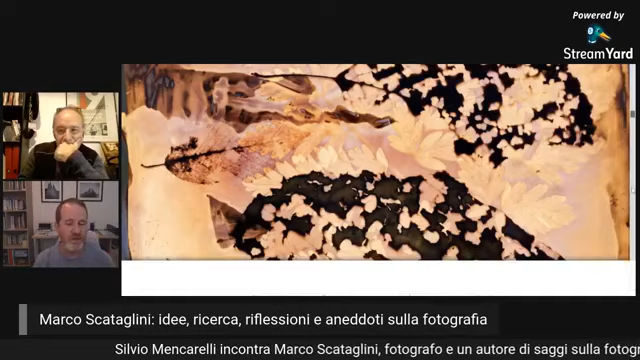 Powered by
StreamYard
Marco Scataglini: idee, ricerca, riflessioni e aneddoti sulla fotografia
Silvio Mencarelli incontra Marco Scataglini, fotografo e un autore di saggi sulla fotogr